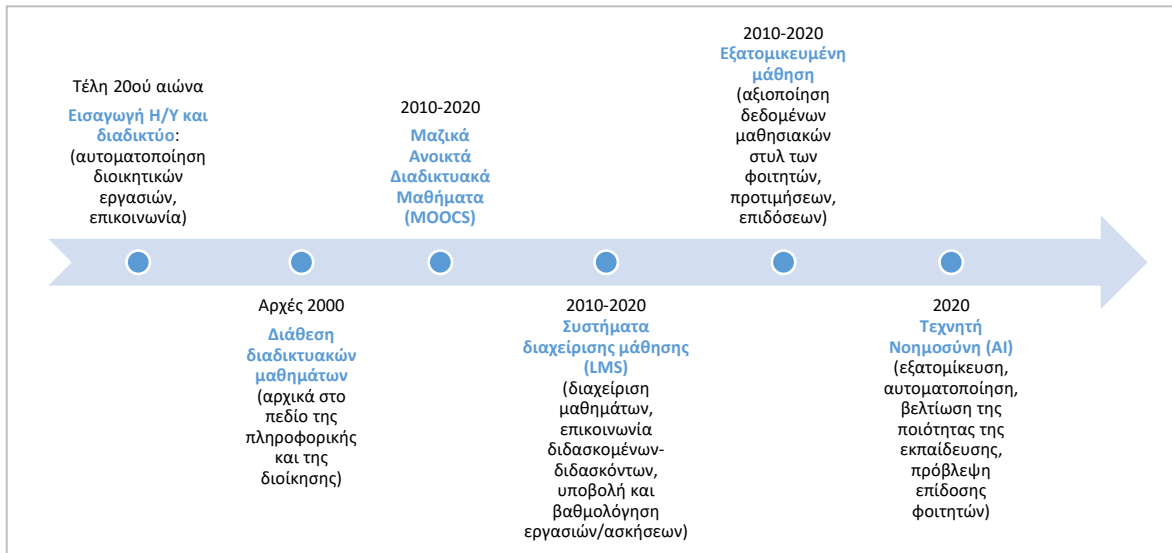 Τέλη 20ού αιώνα
Εισαγωγή Η/Υ και
διαδικτύο:
(αυτοματοποίηση
διοικητικών
εργασιών,
επικοινωνία)
Αρχές 2000
Διάθεση
διαδικτυακών
μαθημάτων
(αρχικά στο
πεδίο της
πληροφορικής
και της
διοίκησης)
2010-2020
Μαζικά
Ανοικτά
Διαδικτυακά
Μαθήματα
(MOOCS)
2010-2020
Συστήματα
διαχείρισης μάθησης
(LMS)
(διαχείριση
μαθημάτων,
επικοινωνία
διδασκομένων-
διδασκόντων,
υποβολή και
βαθμολόγηση
εργασιών/ασκήσεων)
2010-2020
Εξατομικευμένη
μάθηση
(αξιοποίηση
δεδομένων
μαθησιακών
στυλ των
φοιτητών,
προτιμήσεων,
επιδόσεων)
2020
Τεχνητή
Νοημοσύνη (AI)
(εξατομίκευση,
αυτοματοποίηση,
βελτίωση της
ποιότητας της
εκπαίδευσης,
πρόβλεψη
επίδοσης
φοιτητών)